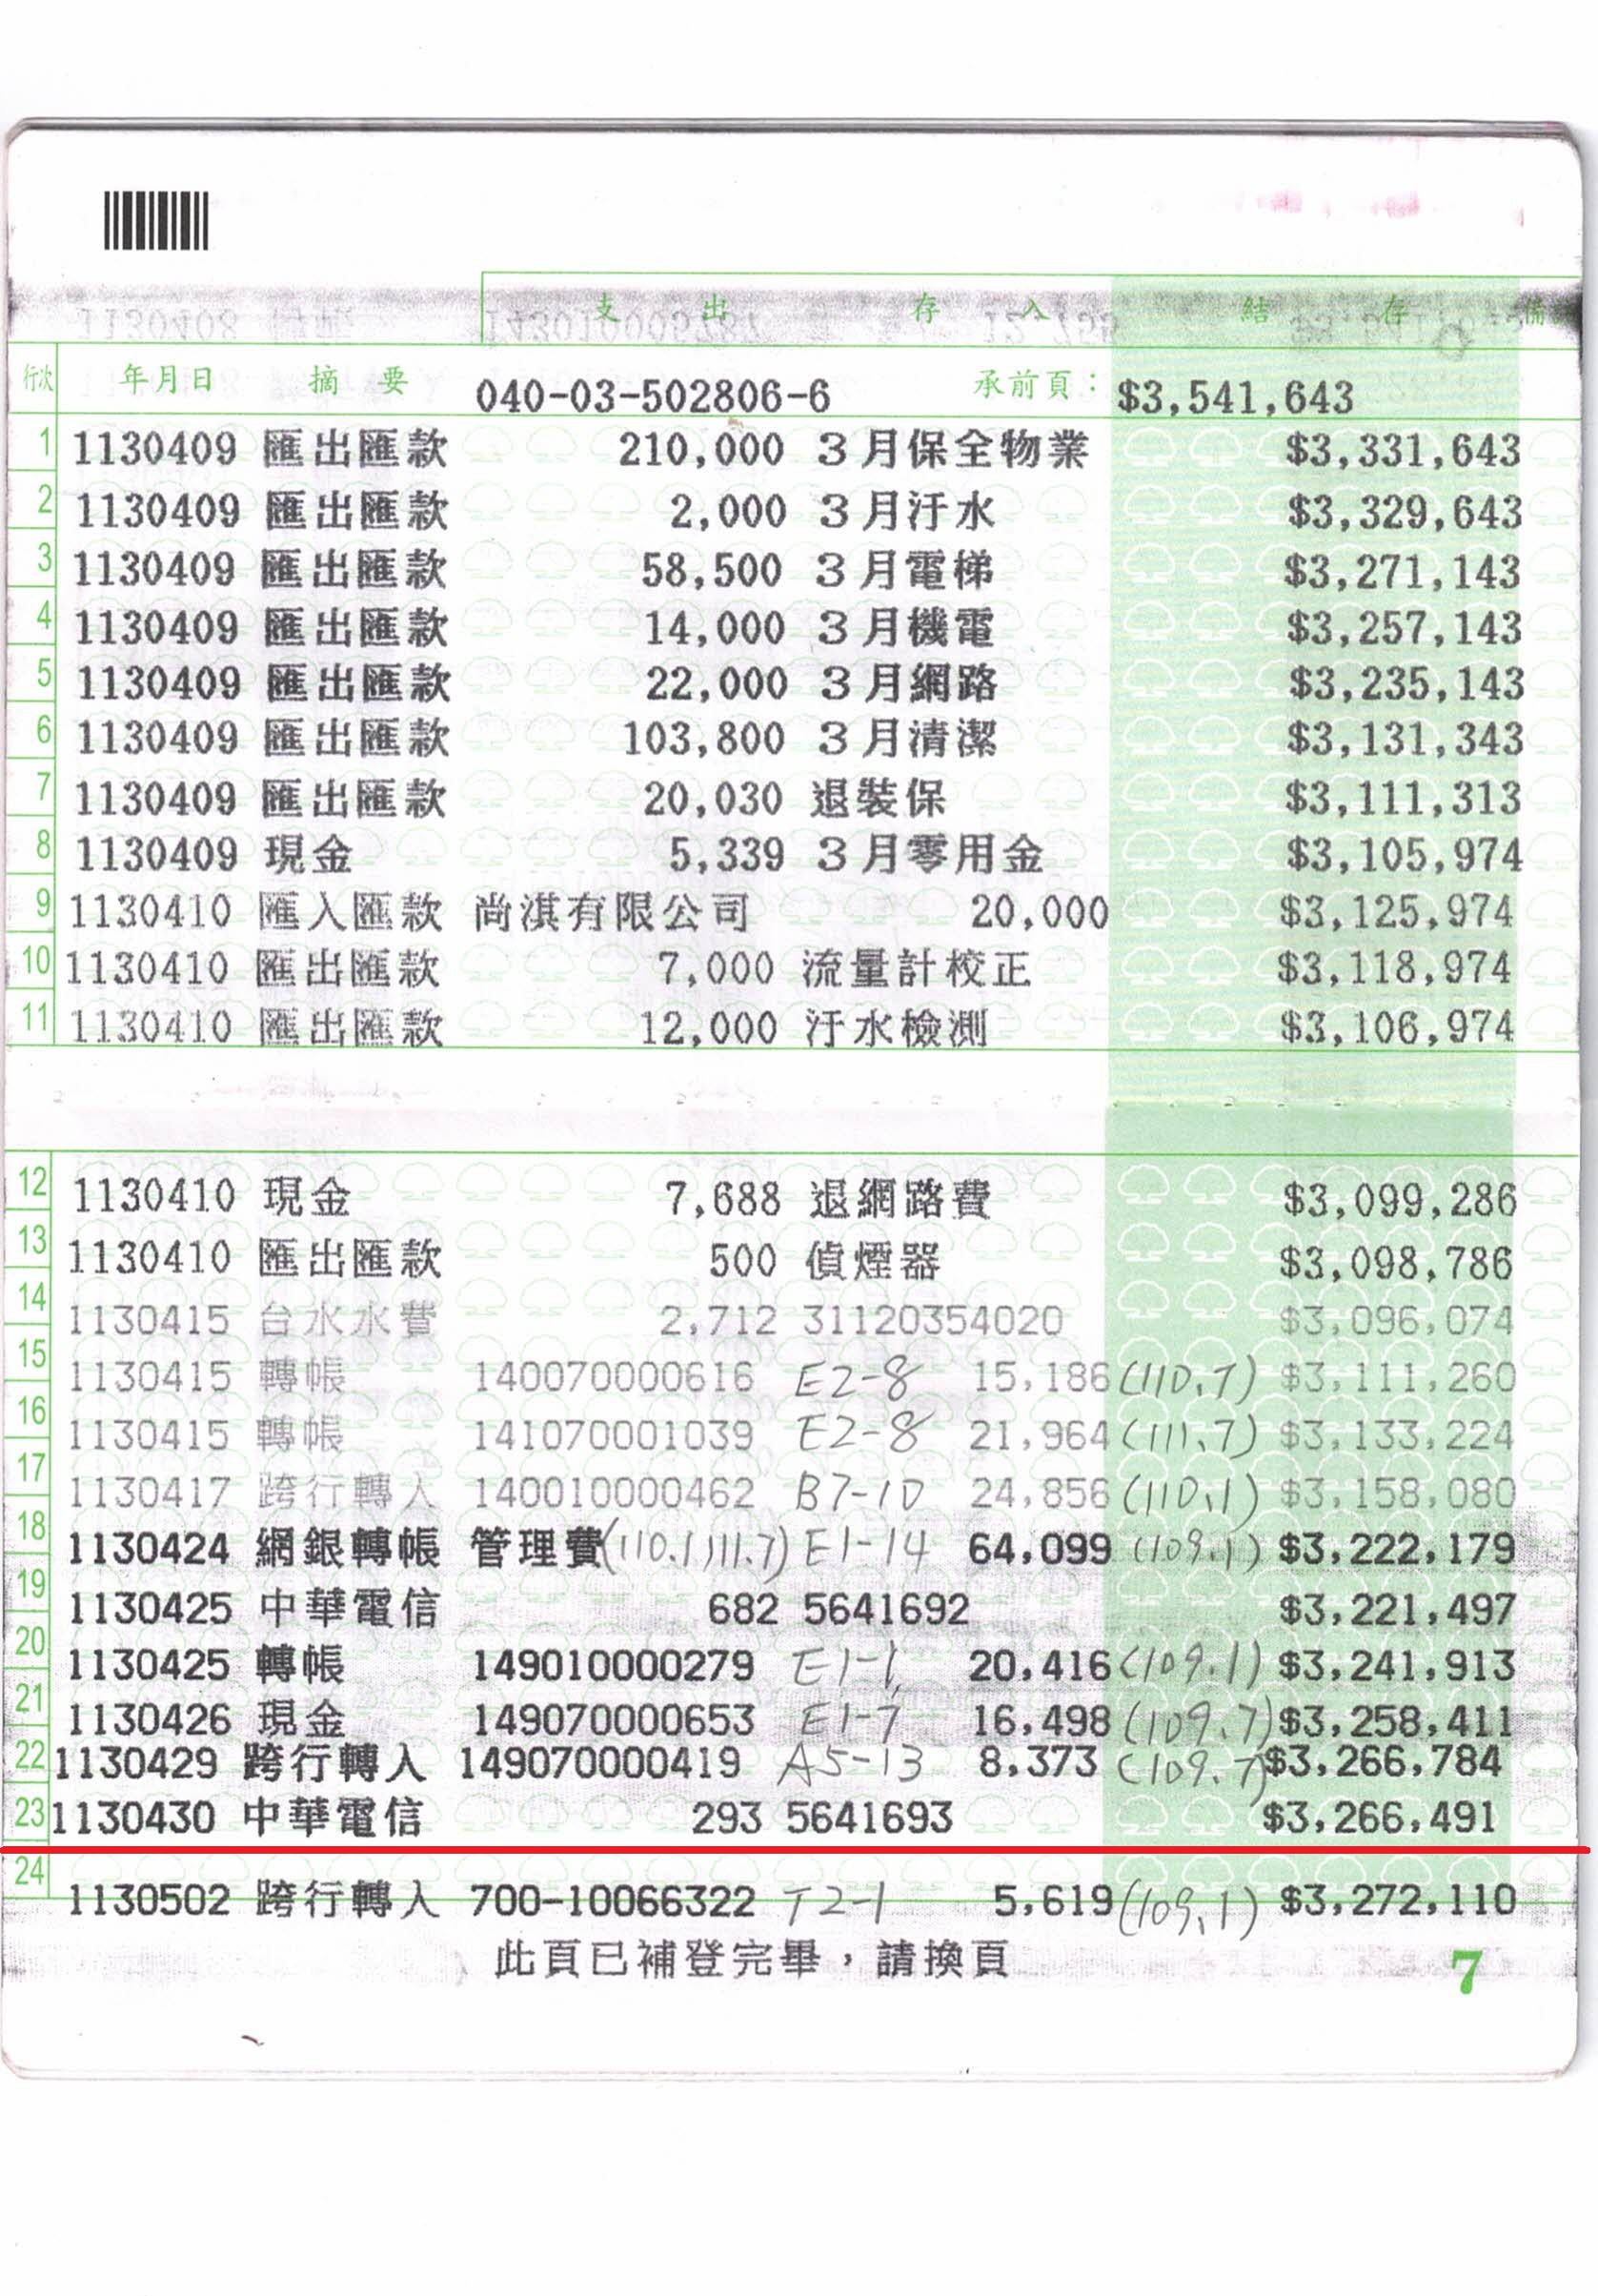 支出 存入 結存 備
行次 年月日 摘要 040-03-502806-6 承前頁： $3,541,643
1 1130409 匯出匯款 210,000 3月保全物業 $3,331,643
2 1130409 匯出匯款 2,000 3月汙水 $3,329,643
3 1130409 匯出匯款 58,500 3月電梯 $3,271,143
4 1130409 匯出匯款 14,000 3月機電 $3,257,143
5 1130409 匯出匯款 22,000 3月網路 $3,235,143
6 1130409 匯出匯款 103,800 3月清潔 $3,131,343
7 1130409 匯出匯款 20,030 退裝保 $3,111,313
8 1130409 現金 5,339 3月零用金 $3,105,974
9 1130410 匯入匯款 尚淇有限公司 20,000 $3,125,974
10 1130410 匯出匯款 7,000 流量計校正 $3,118,974
11 1130410 匯出匯款 12,000 汙水檢測 $3,106,974
12 1130410 現金 7,688 退網路費 $3,099,286
13 1130410 匯出匯款 500 偵煙器 $3,098,786
14 1130415 台水水費 2,712 31120354020 $3,096,074
15 1130415 轉帳 140070000616 E2-8 15,186 (110.7) $3,111,260
16 1130415 轉帳 141070001039 E2-8 21,964 (111.7) $3,133,224
17 1130417 跨行轉入 140010000462 B7-10 24,856 (110.1) $3,158,080
18 1130424 網銀轉帳 管理費 (110.1 111.7) E1-14 64,099 (109.1) $3,222,179
19 1130425 中華電信 682 5641692 $3,221,497
20 1130425 轉帳 149010000279 E1-1 20,416 (109.1) $3,241,913
21 1130426 現金 149070000653 E1-7 16,498 (109.7) $3,258,411
22 1130429 跨行轉入 149070000419 A5-13 8,373 (109.7) $3,266,784
23 1130430 中華電信 293 5641693 $3,266,491
24 1130502 跨行轉入 700-10066322 T2-1 5,619 (109.1) $3,272,110
此頁已補登完畢，請換頁
7